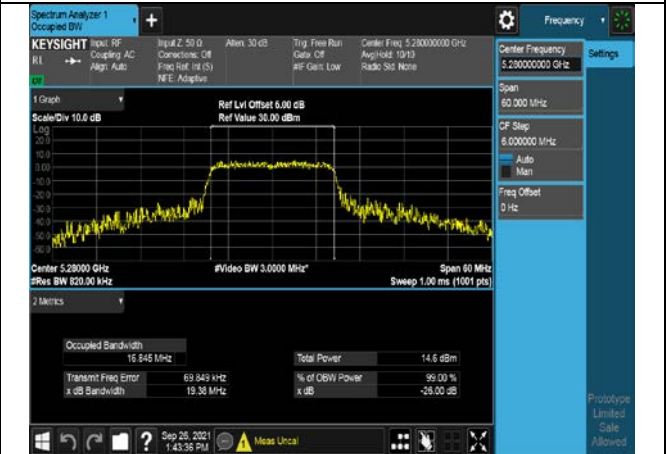 Spectrum Analyzer 1
Occupied BW
+
Frequency
KEYSIGHT
Input: RF
Coupling: AC
Align: Auto
Input Z: 50 Ω
Corrections: Off
Freq Ref: Int (S)
NFE: Adaptive
Atten: 30 dB
Trig: Free Run
Gate: Off
#IF Gain: Low
Center Freq: 5.280000000 GHz
Avg|Hold: 10/10
Radio Std: None
Center Frequency
5.280000000 GHz
Settings
Span
60.000 MHz
CF Step
6.000000 MHz
Auto
Man
Freq Offset
0 Hz
1 Graph
Scale/Div 10.0 dB
Ref Lvl Offset 6.00 dB
Ref Value 30.00 dBm
Log
20.0
10.0
0.00
-10.0
-20.0
-30.0
-40.0
-50.0
-60.0
Center 5.28000 GHz
#Video BW 3.0000 MHz*
Span 60 MHz
#Res BW 820.00 kHz
Sweep 1.00 ms (1001 pts)
2 Metrics
Occupied Bandwidth
16.845 MHz
Total Power
14.6 dBm
Transmit Freq Error
69.849 kHz
% of OBW Power
99.00 %
x dB Bandwidth
19.38 MHz
x dB
-26.00 dB
Prototype
Limited
Sale
Allowed
?
Sep 26, 2021
1:43:36 PM
Meas Uncal